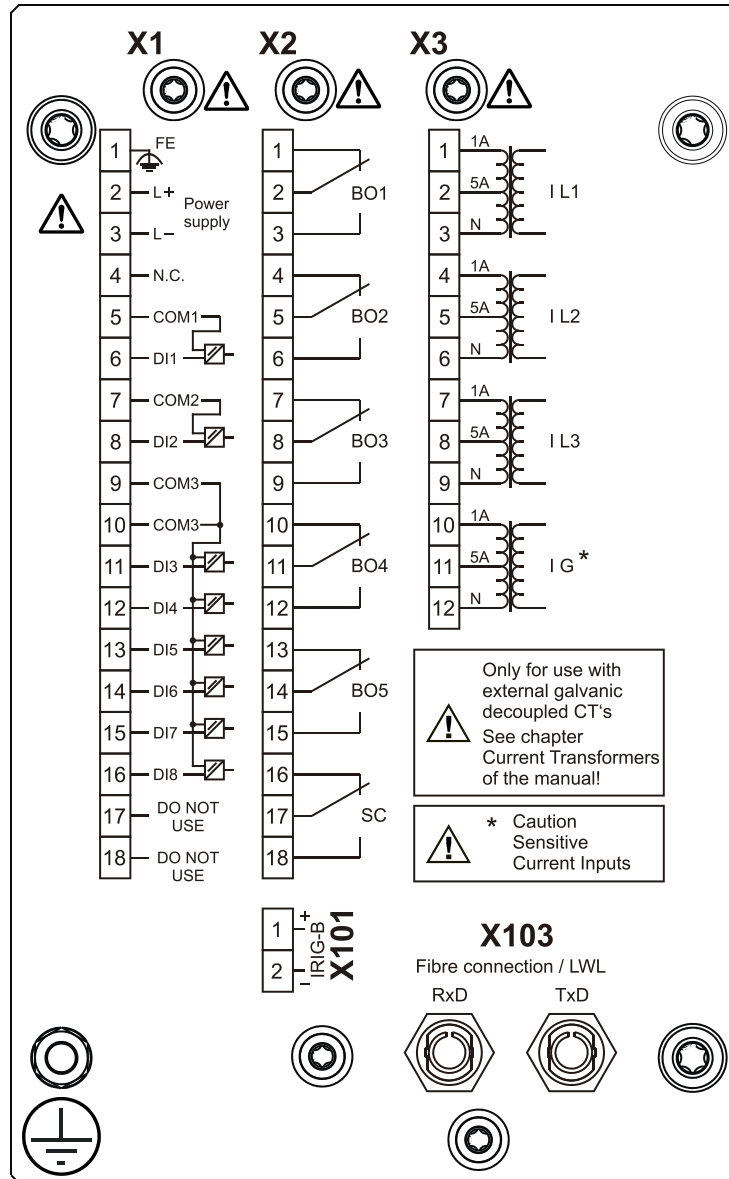 X1
X2
X3
1 FE
2 L+ Power
supply
3 L–
4 N.C.
5 COM1
6 DI1
7 COM2
8 DI2
9 COM3
10 COM3
11 DI3
12 DI4
13 DI5
14 DI6
15 DI7
16 DI8
17 DO NOT
USE
18 DO NOT
USE
1
2 BO1
3
4
5 BO2
6
7
8 BO3
9
10
11 BO4
12
13
14 BO5
15
16
17 SC
18
1 1A
2 5A I L1
3 N
4 1A
5 5A I L2
6 N
7 1A
8 5A I L3
9 N
10 1A
11 5A I G*
12 N
Only for use with
external galvanic
decoupled CT‘s
See chapter
Current Transformers
of the manual!
* Caution
Sensitive
Current Inputs
1 +
2 –
IRIG-B
X101
X103
Fibre connection / LWL
RxD
TxD